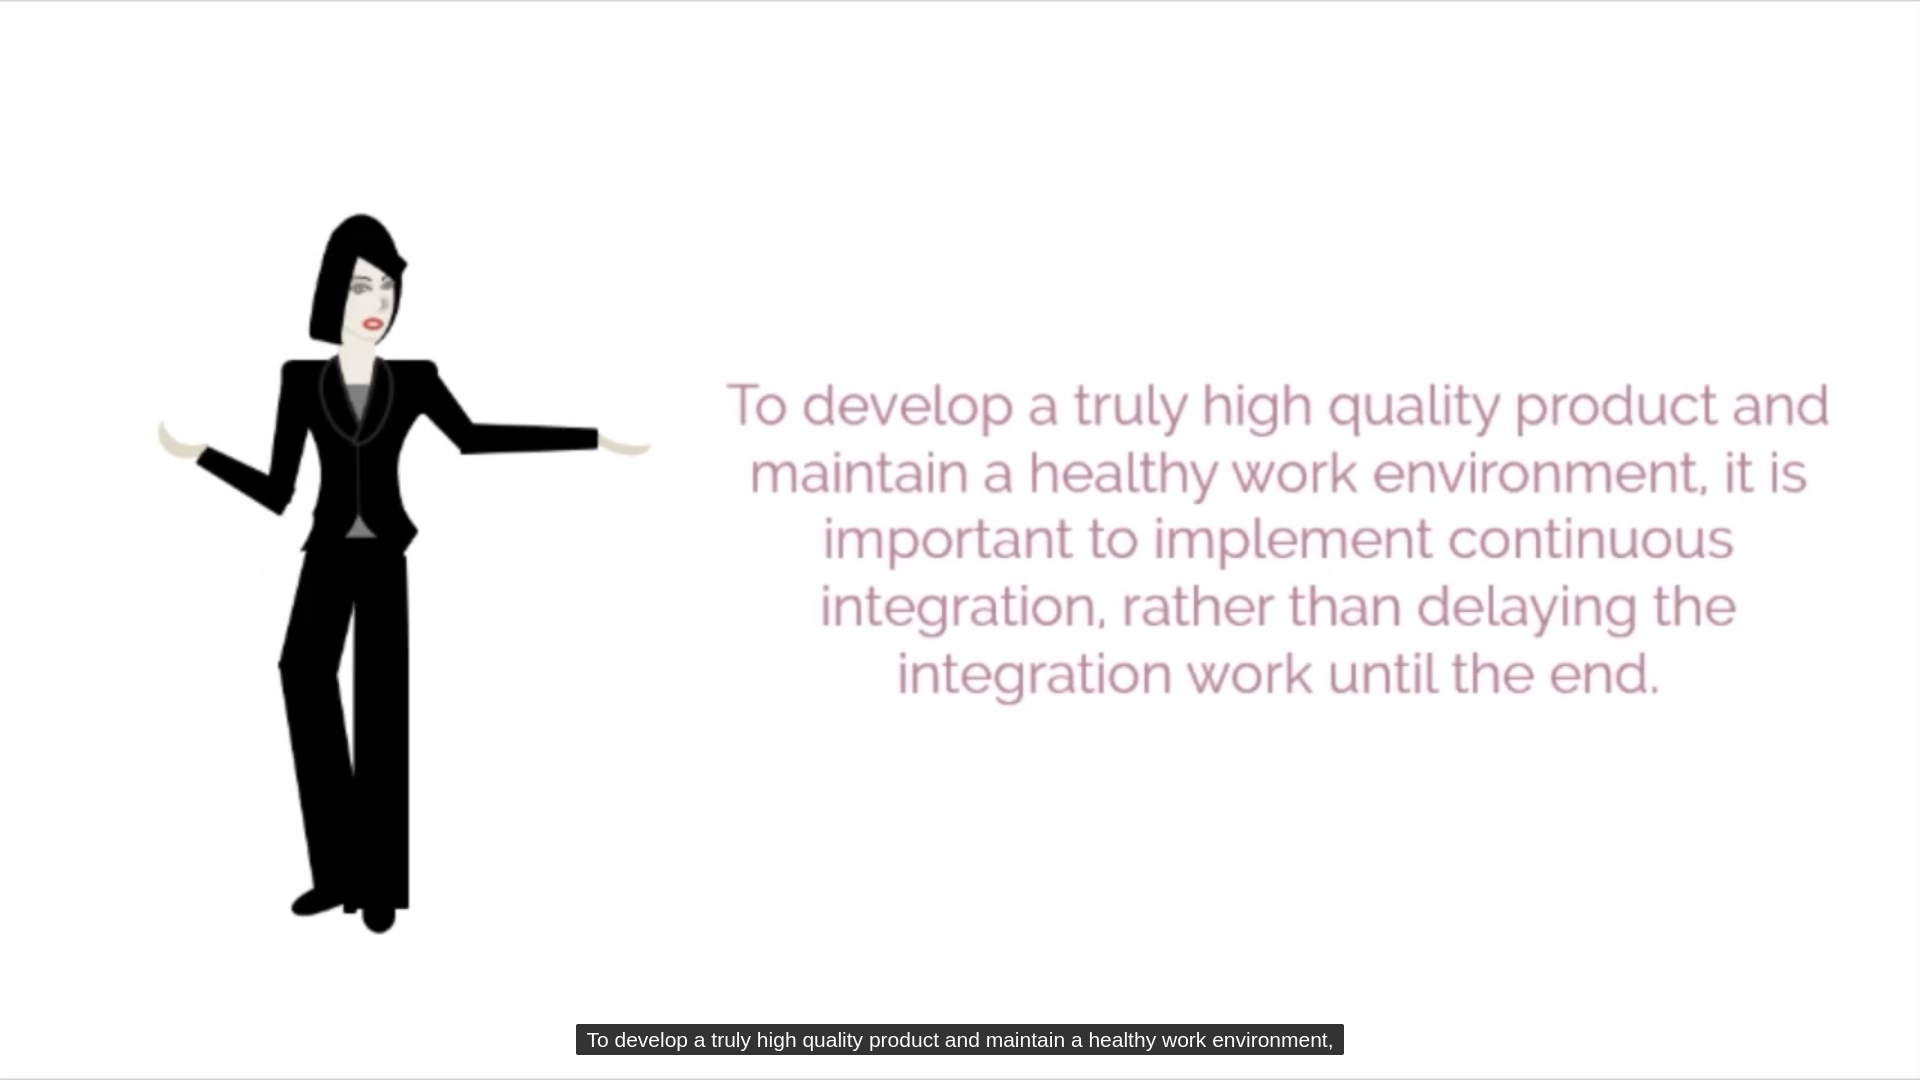 To develop a truly high quality product and
maintain a healthy work environment, it is
important to implement continuous
integration, rather than delaying the
integration work until the end.
To develop a truly high quality product and maintain a healthy work environment,